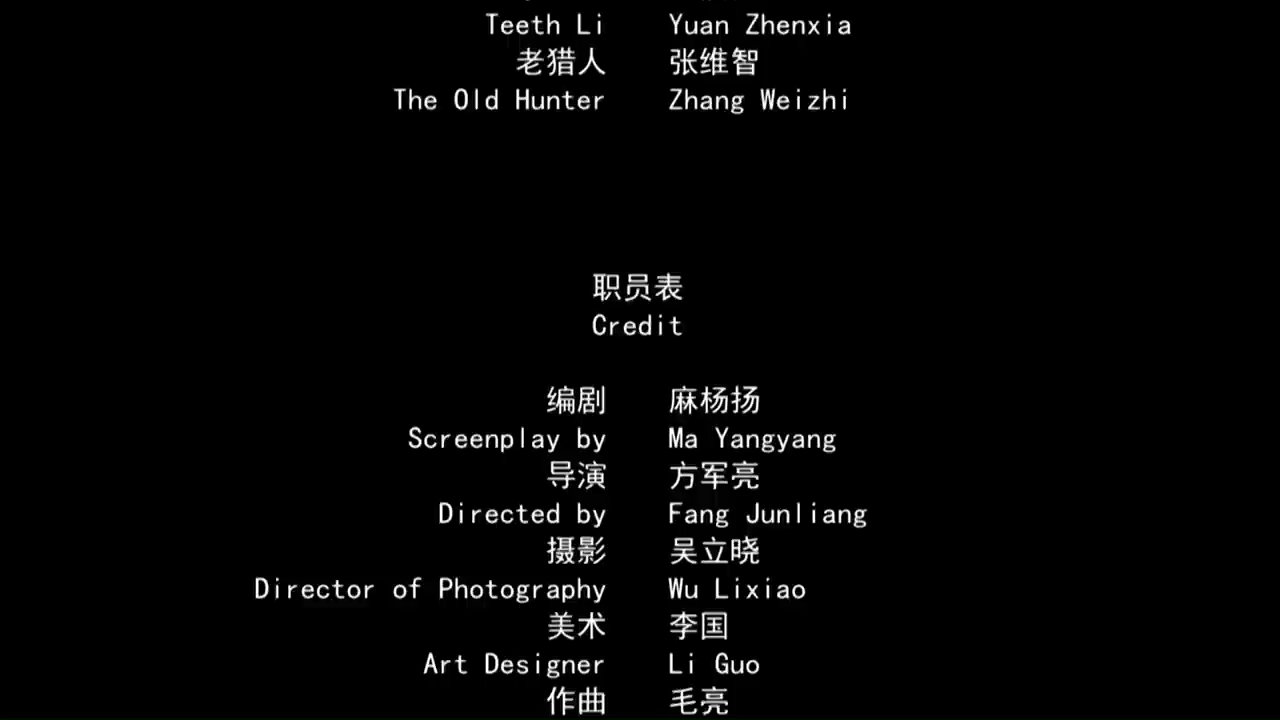 Teeth Li Yuan Zhenxia
老猎人 张维智
The Old Hunter Zhang Weizhi
职员表
Credit
编剧 麻杨扬
Screenplay by Ma Yangyang
导演 方军亮
Directed by Fang Junliang
摄影 吴立晓
Director of Photography Wu Lixiao
美术 李国
Art Designer Li Guo
作曲 毛亮